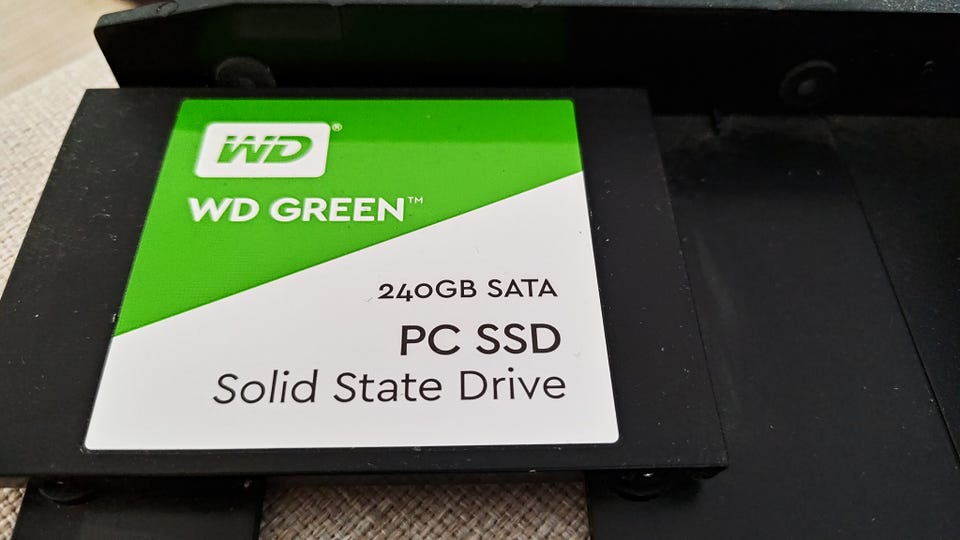 WD®
WD GREEN™
240GB SATA
PC SSD
Solid State Drive